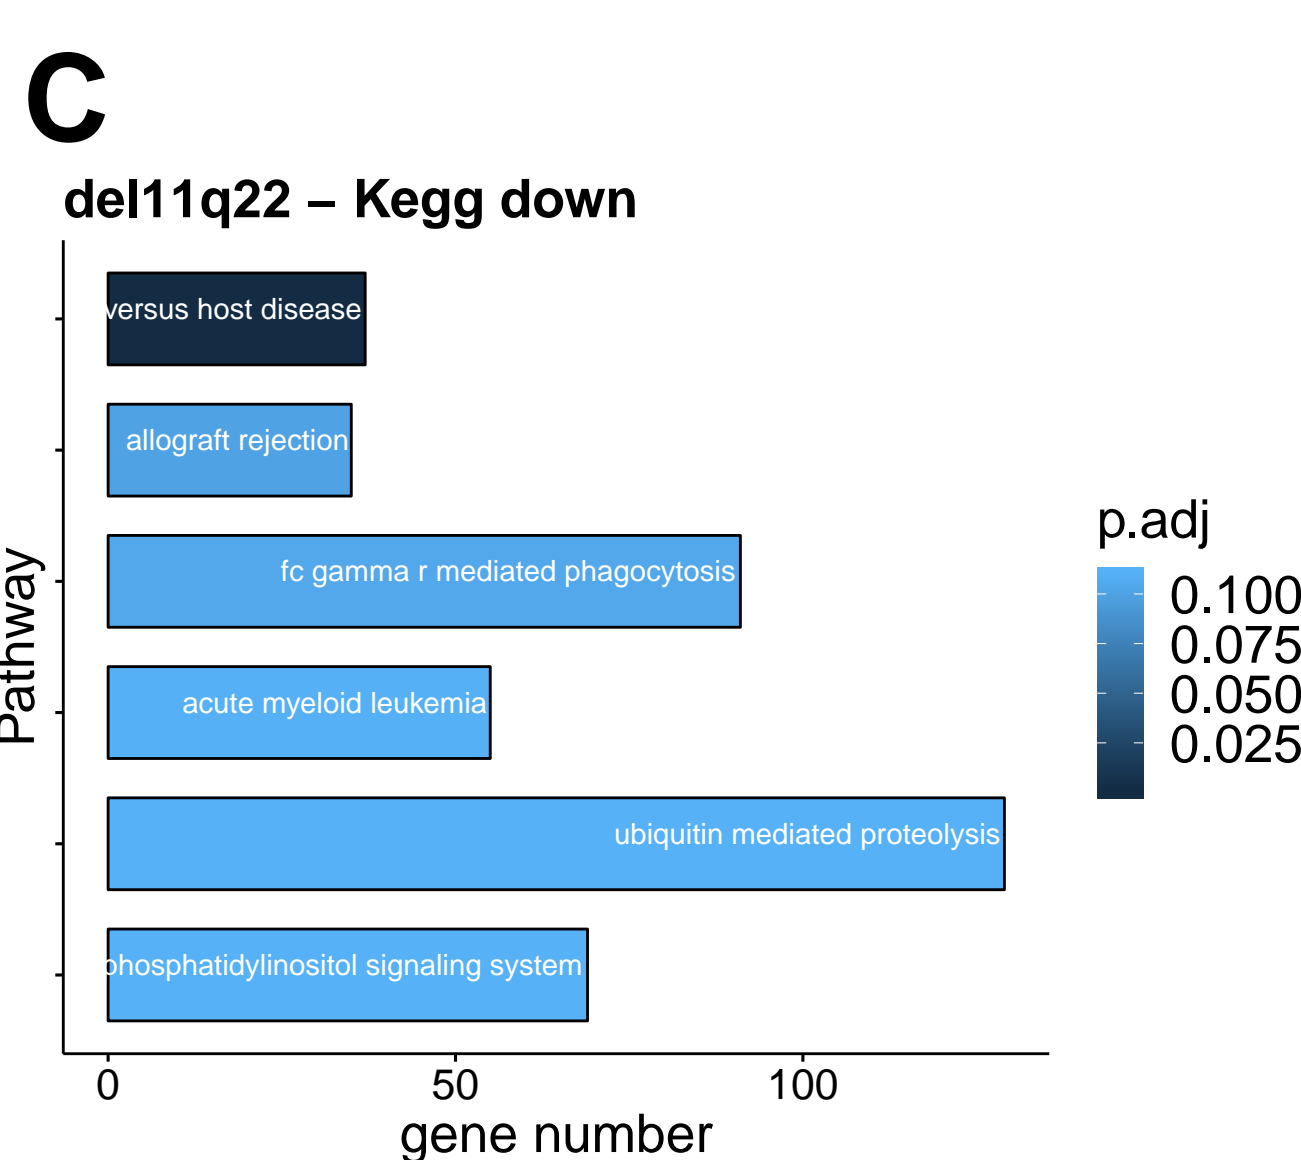 C
del11q22 – Kegg down
versus host disease
allograft rejection
fc gamma r mediated phagocytosis
acute myeloid leukemia
ubiquitin mediated proteolysis
phosphatidylinositol signaling system
Pathway
0 50 100
gene number
p.adj
0.100
0.075
0.050
0.025